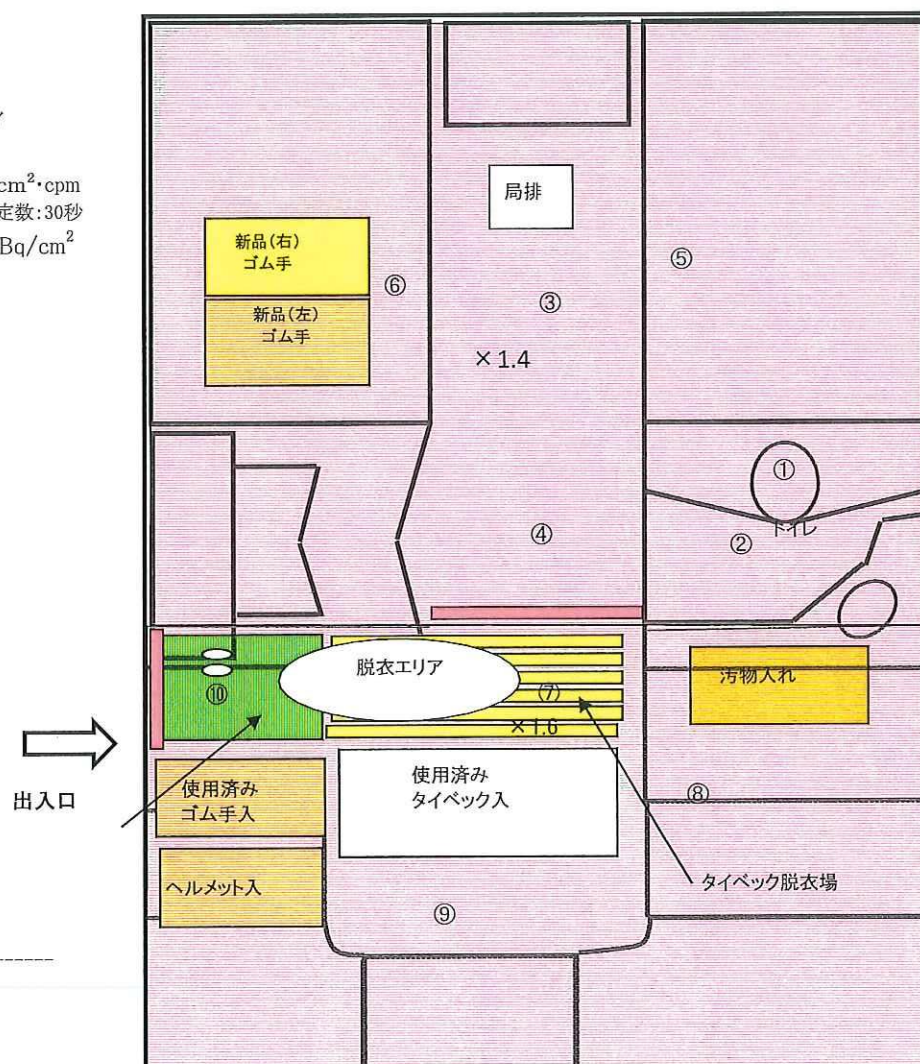 cm²・cpm
定数:30秒
Bq/cm²
局排
新品(右)
ゴム手
新品(左)
ゴム手
⑥
③
⑤
×1.4
①
トイレ
②
④
脱衣エリア
⑩
(7)
×1.6
汚物入れ
出入口
使用済み
ゴム手入
使用済み
タイベック入
⑧
ヘルメット入
タイベック脱衣場
⑨